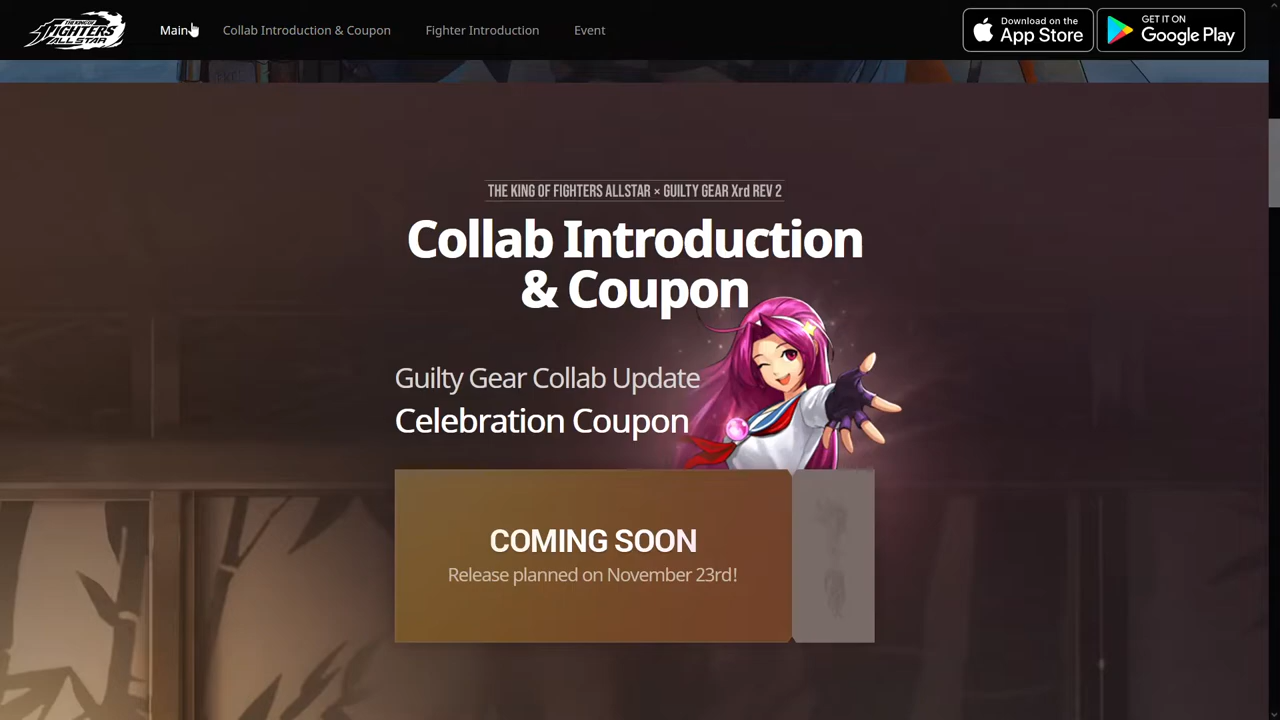 THE KING OF
FIGHTERS
ALLSTAR
Main
Collab Introduction & Coupon
Fighter Introduction
Event
Download on the
App Store
GET IT ON
Google Play
THE KING OF FIGHTERS ALLSTAR × GUILTY GEAR Xrd REV 2
Collab Introduction
& Coupon
Guilty Gear Collab Update
Celebration Coupon
COMING SOON
Release planned on November 23rd!